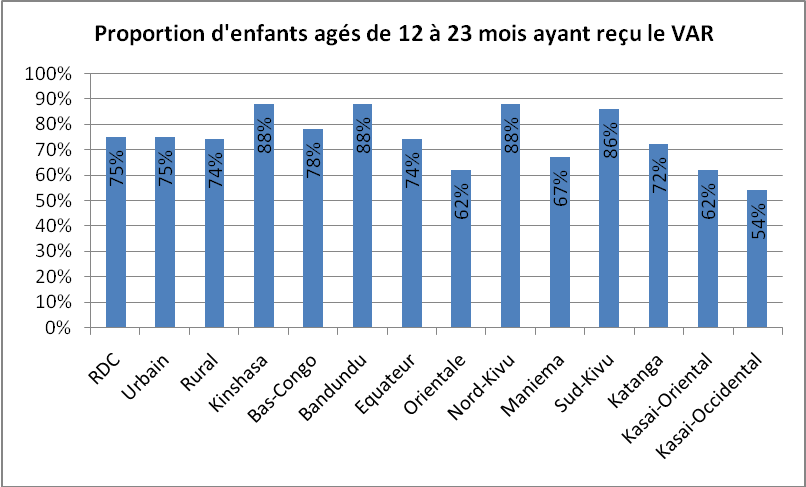 Proportion d'enfants agés de 12 à 23 mois ayant reçu le VAR
100%
90%
80%
70%
60%
50%
40%
30%
20%
10%
0%
75%
75%
74%
88%
78%
88%
74%
62%
88%
67%
86%
72%
62%
54%
RDC
Urbain
Rural
Kinshasa
Bas-Congo
Bandundu
Equateur
Orientale
Nord-Kivu
Maniema
Sud-Kivu
Katanga
Kasai-Oriental
Kasai-Occidental